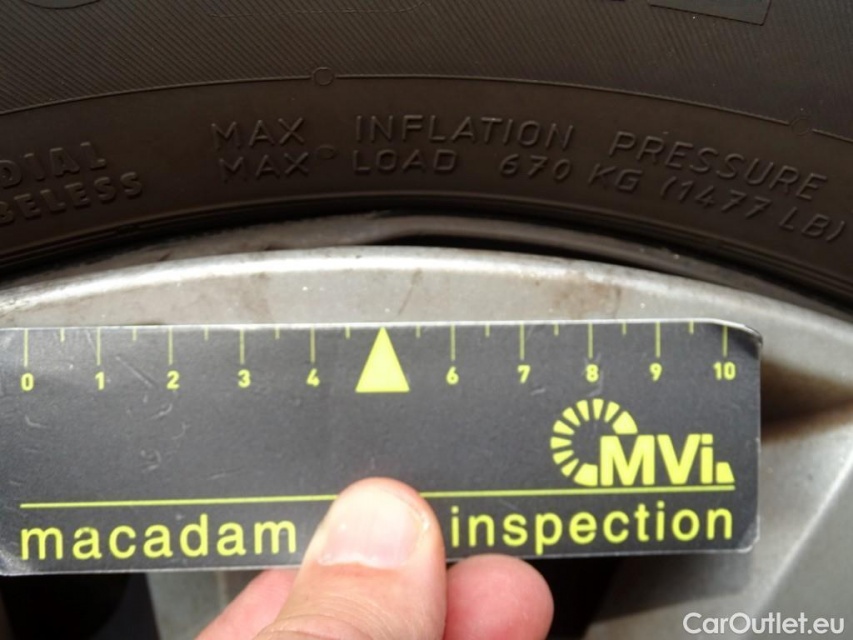 DIAL
BELESS
MAX INFLATION PRESSURE
MAX LOAD 670 KG (1477 LB)
0 1 2 3 4 6 7 8 9 10
MVi
macadam inspection
CarOutlet.eu